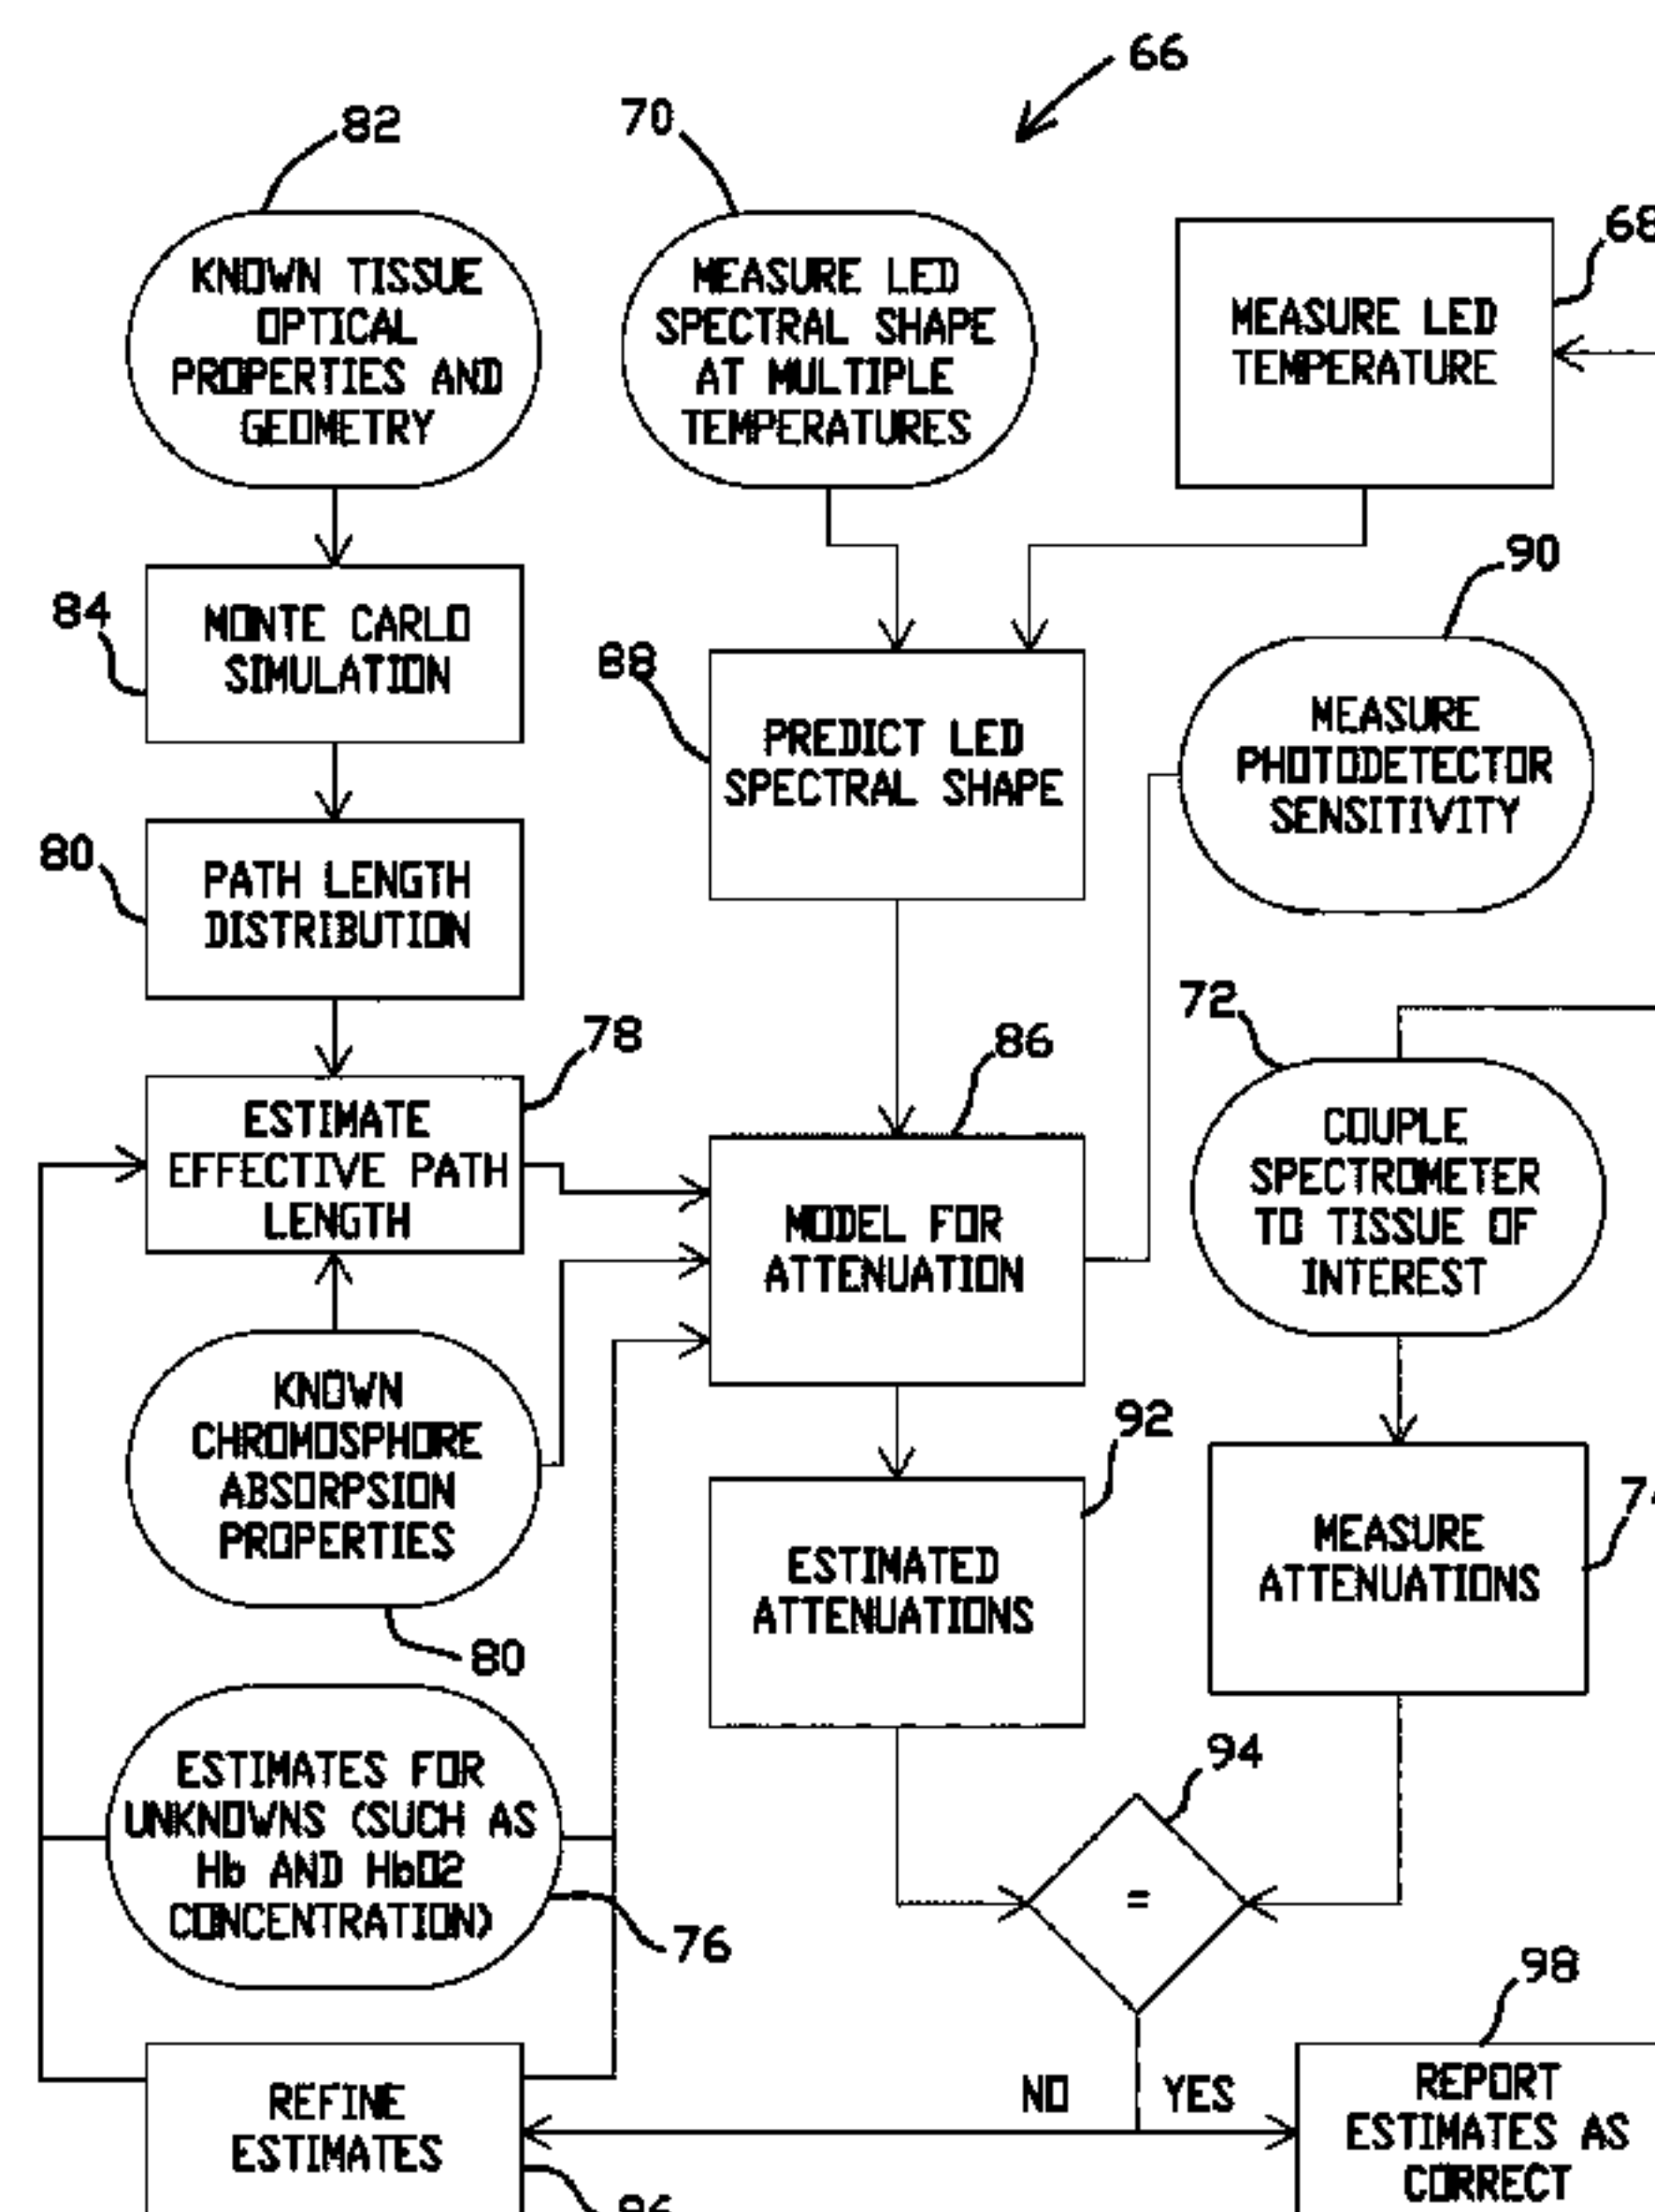 66
82
70
68
KNOWN TISSUE
OPTICAL
PROPERTIES AND
GEOMETRY
MEASURE LED
SPECTRAL SHAPE
AT MULTIPLE
TEMPERATURES
MEASURE LED
TEMPERATURE
90
84
MONTE CARLO
SIMULATION
88
PREDICT LED
SPECTRAL SHAPE
MEASURE
PHOTODETECTOR
SENSITIVITY
80
PATH LENGTH
DISTRIBUTION
72
78
86
ESTIMATE
EFFECTIVE PATH
LENGTH
MODEL FOR
ATTENUATION
COUPLE
SPECTROMETER
TO TISSUE OF
INTEREST
KNOWN
CHROMOSPHORE
ABSORPSION
PROPERTIES
80
92
ESTIMATED
ATTENUATIONS
MEASURE
ATTENUATIONS
ESTIMATES FOR
UNKNOWNS (SUCH AS
Hb AND HbO2
CONCENTRATION)
76
94
=
98
NO
YES
REFINE
ESTIMATES
REPORT
ESTIMATES AS
CORRECT